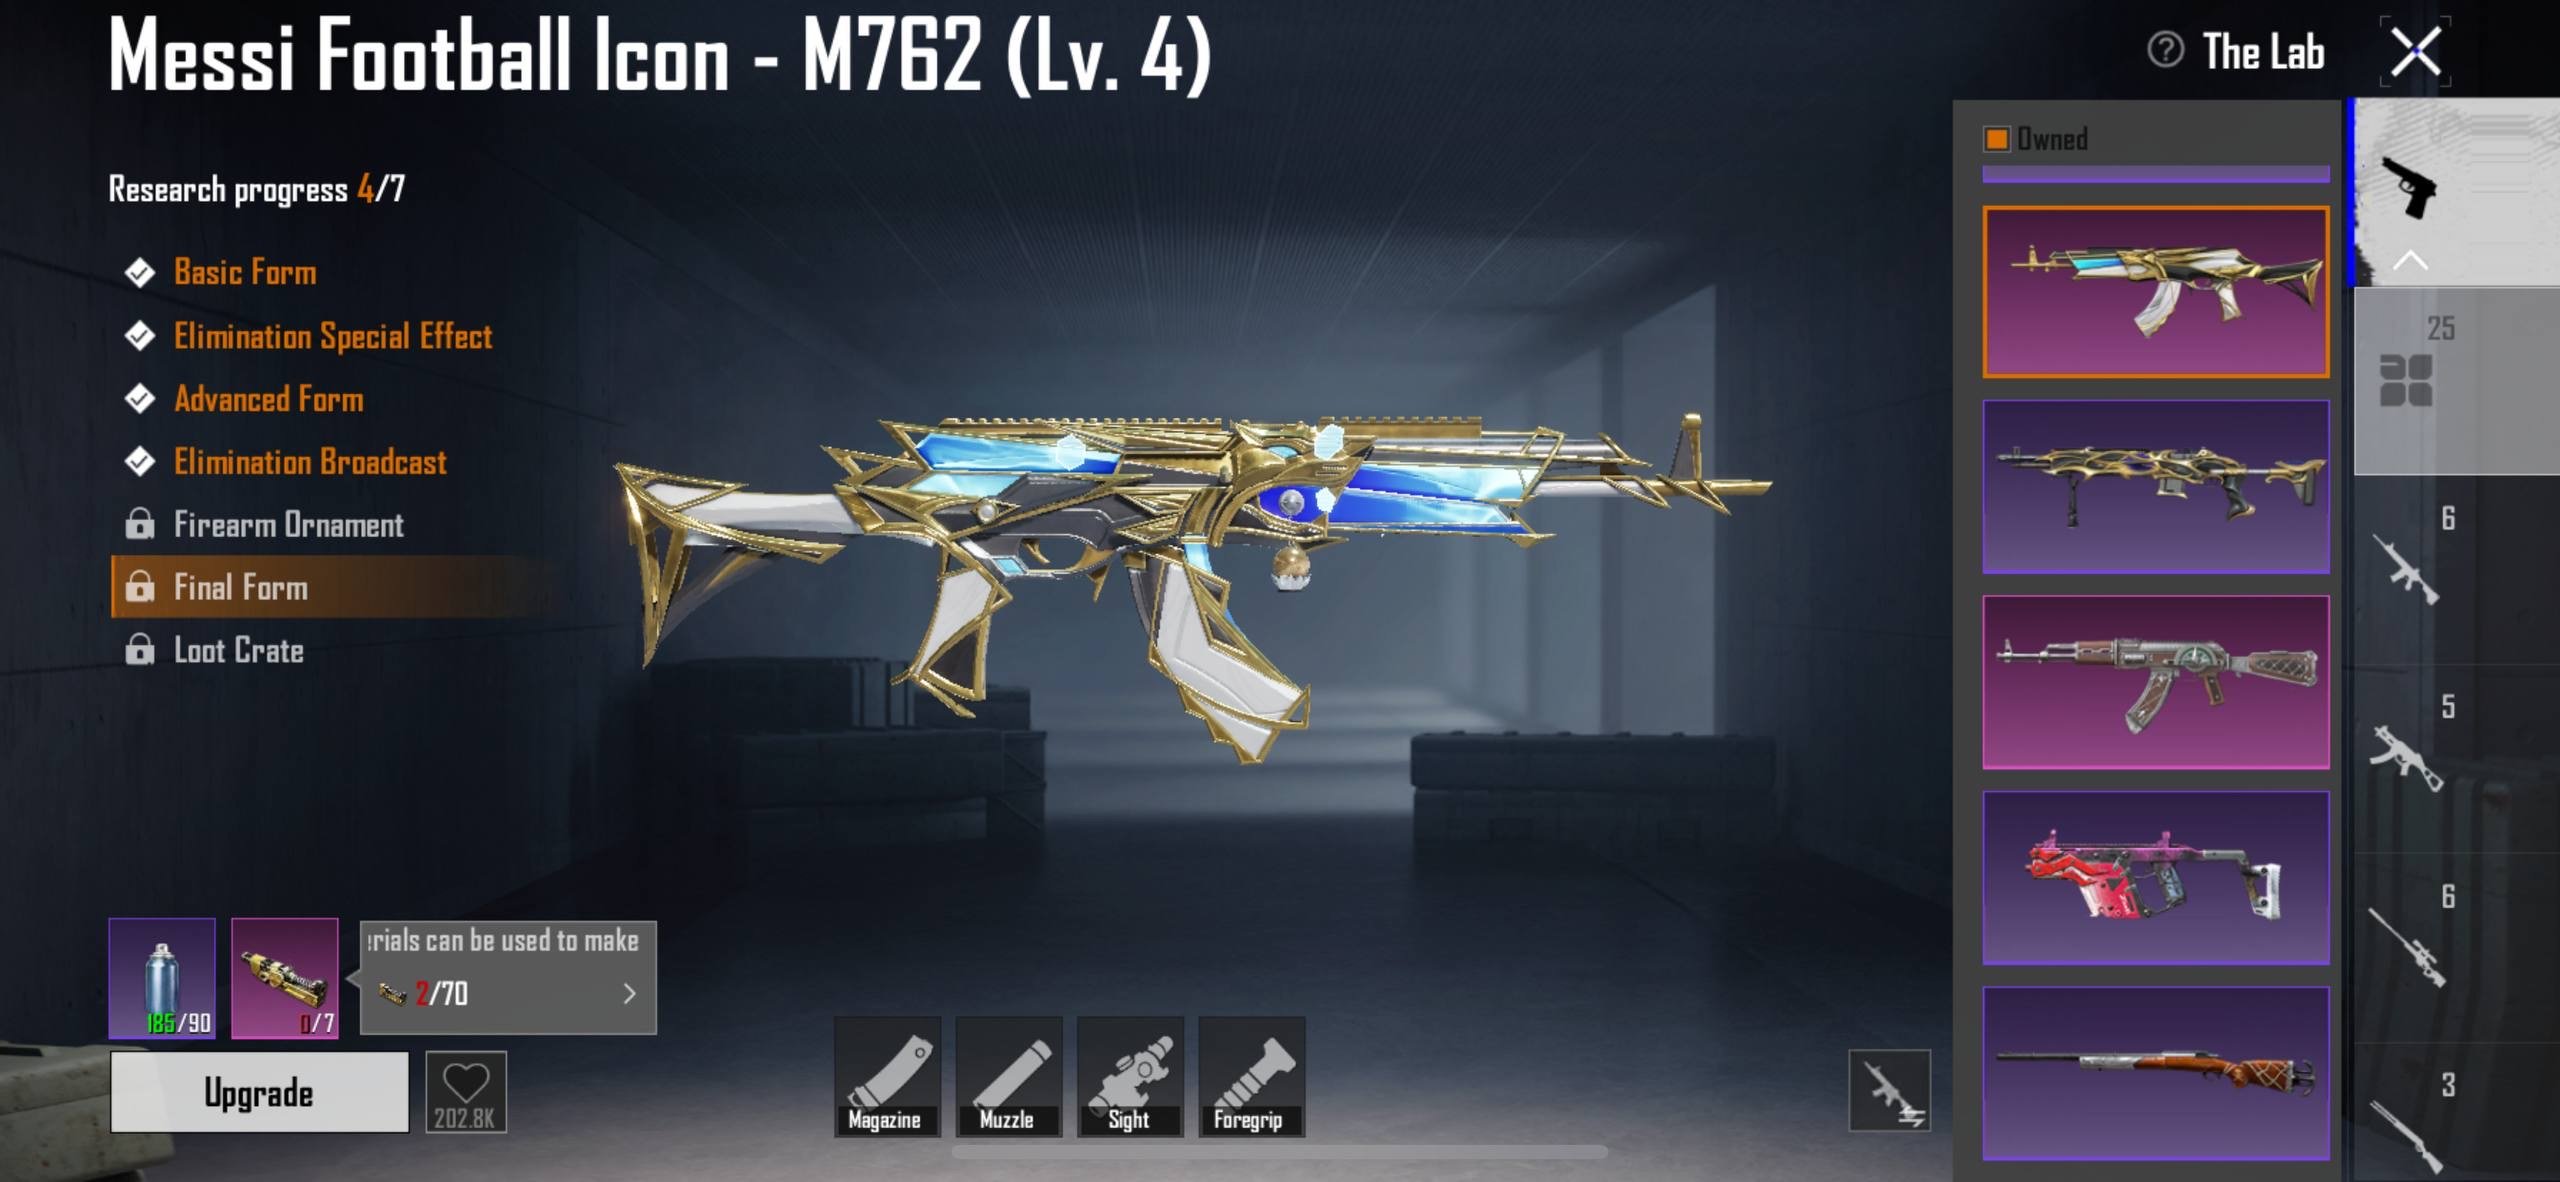 Messi Football Icon - M762 (Lv. 4)
The Lab
Research progress 4/7
Basic Form
Elimination Special Effect
Advanced Form
Elimination Broadcast
Firearm Ornament
Final Form
Loot Crate
185/90
0/7
rials can be used to make
2/70
Upgrade
202.8K
Magazine
Muzzle
Sight
Foregrip
Owned
25
6
5
6
3